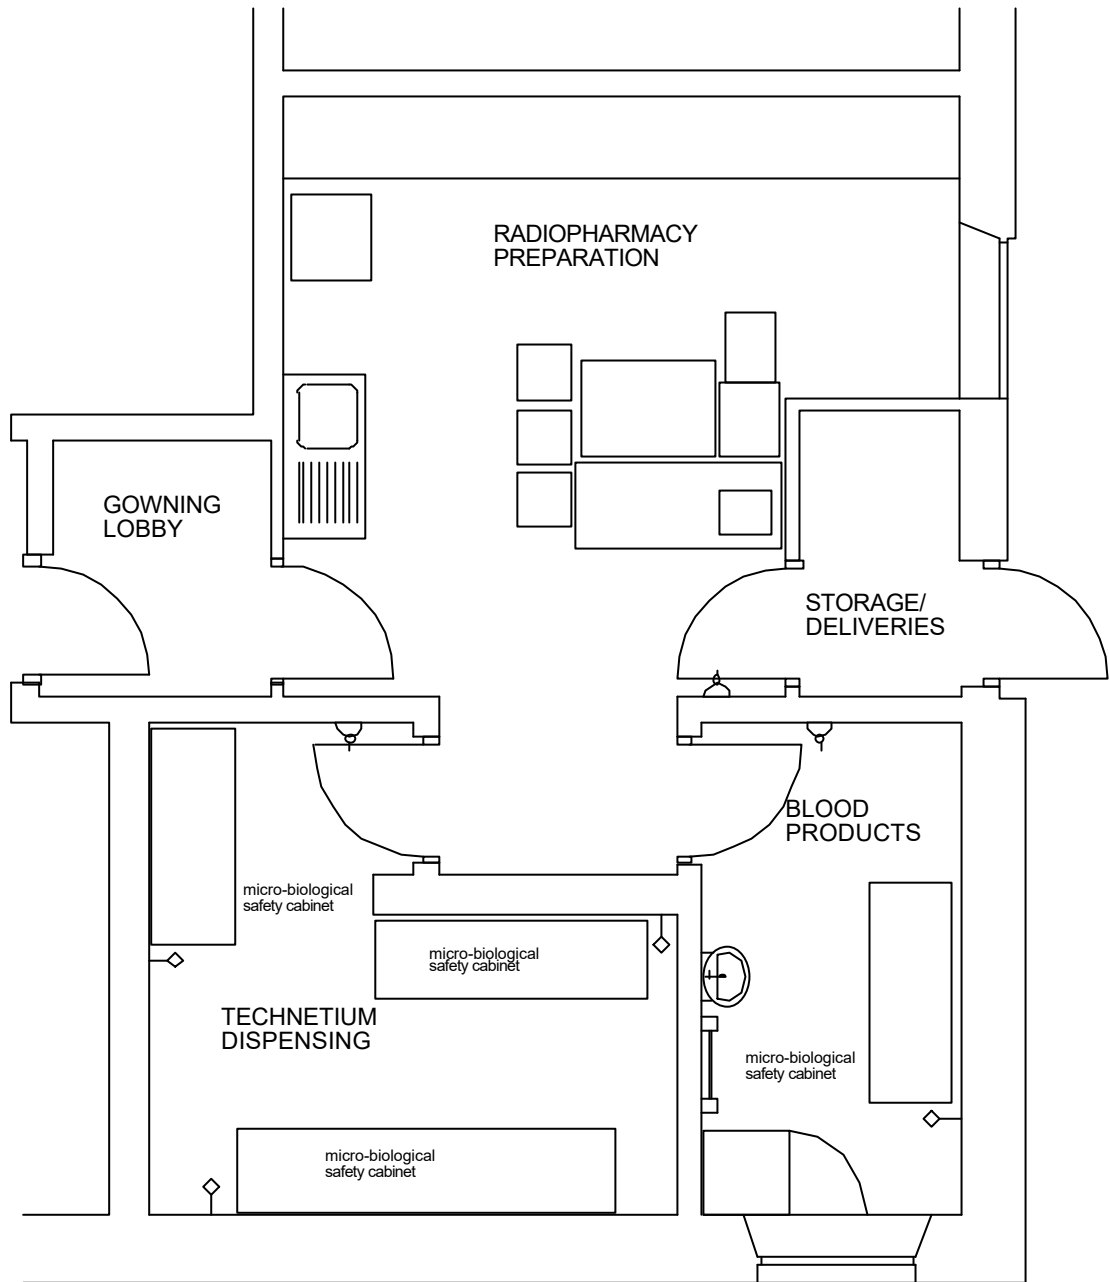 RADIOPHARMACY
PREPARATION
GOWNING
LOBBY
STORAGE/
DELIVERIES
BLOOD
PRODUCTS
micro-biological
safety cabinet
micro-biological
safety cabinet
TECHNETIUM
DISPENSING
micro-biological
safety cabinet
micro-biological
safety cabinet